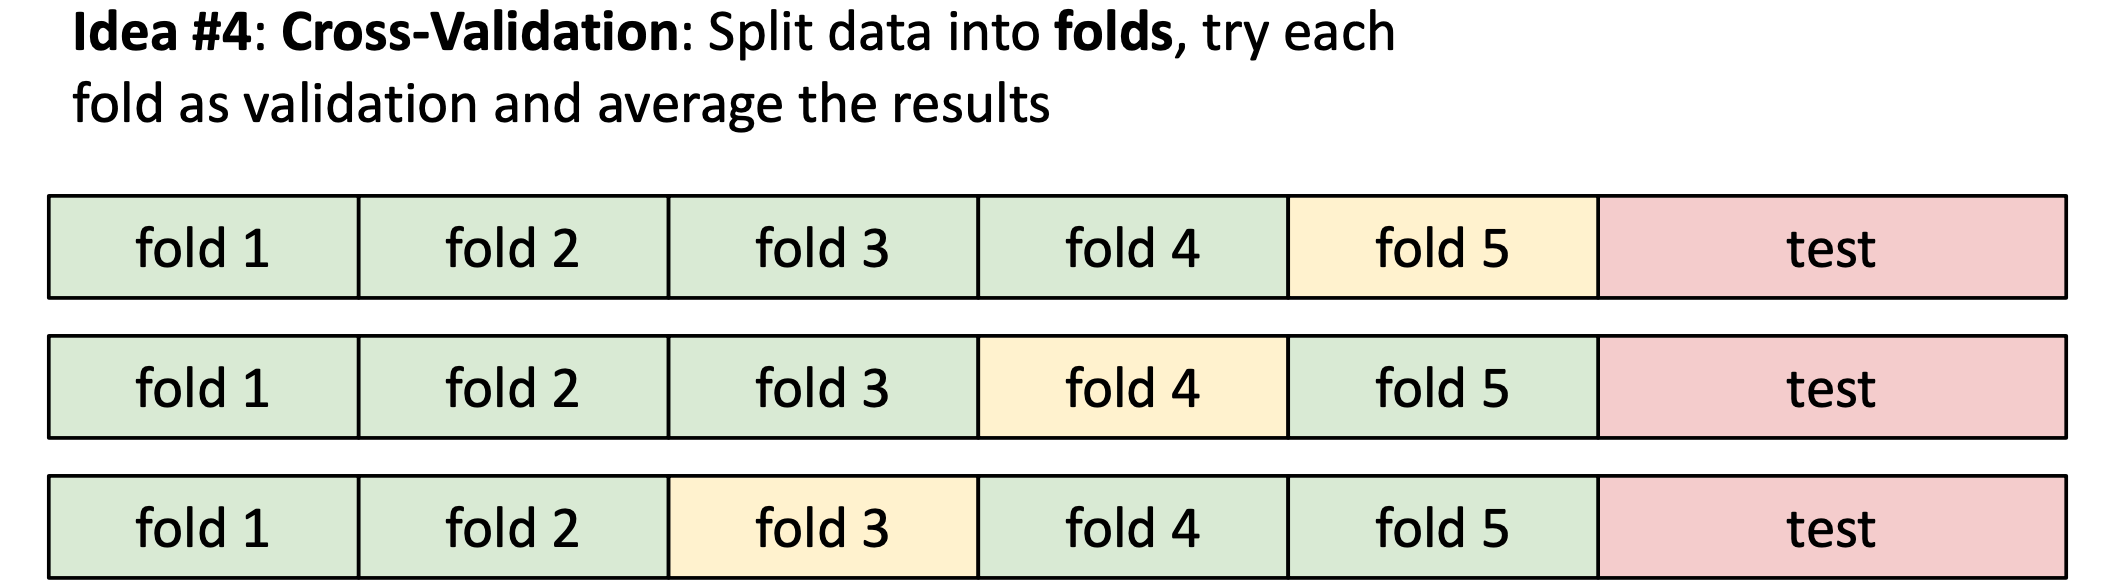 Idea #4: Cross-Validation: Split data into folds, try each
fold as validation and average the results
fold 1 fold 2 fold 3 fold 4 fold 5 test
fold 1 fold 2 fold 3 fold 4 fold 5 test
fold 1 fold 2 fold 3 fold 4 fold 5 test